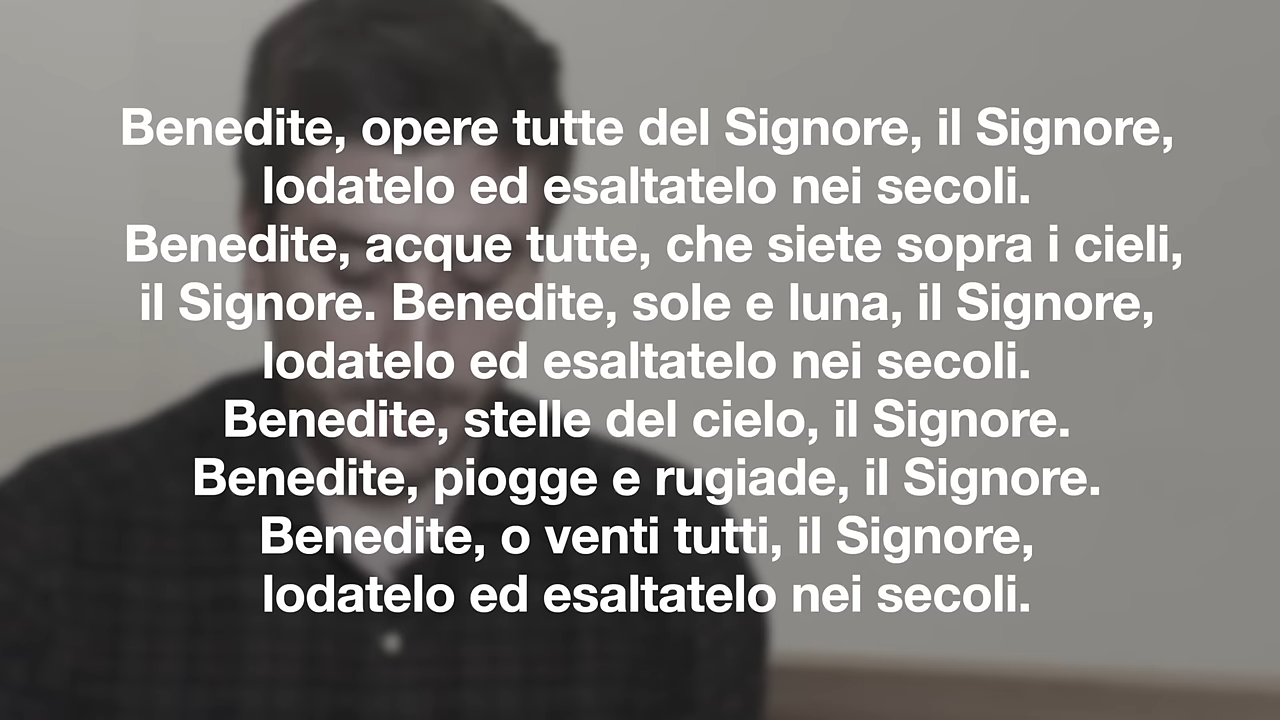 Benedite, opere tutte del Signore, il Signore,
lodatelo ed esaltatelo nei secoli.
Benedite, acque tutte, che siete sopra i cieli,
il Signore. Benedite, sole e luna, il Signore,
lodatelo ed esaltatelo nei secoli.
Benedite, stelle del cielo, il Signore.
Benedite, piogge e rugiade, il Signore.
Benedite, o venti tutti, il Signore,
lodatelo ed esaltatelo nei secoli.